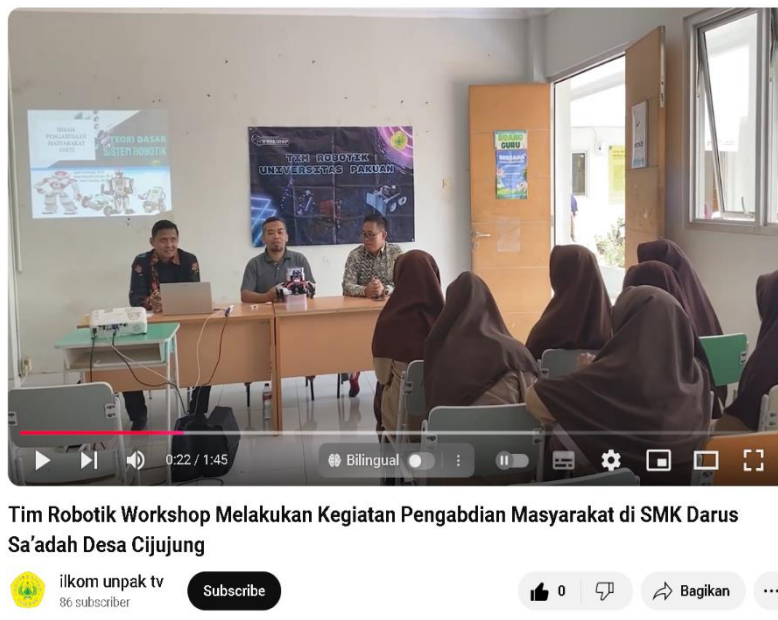 TEORI DASAR
SISTEM ROBOTIK
TIM ROBOTIK
UNIVERSITAS PAKUAN
RUANG
GURU
0:22 / 1:45
Bilingual
Tim Robotik Workshop Melakukan Kegiatan Pengabdian Masyarakat di SMK Darus
Sa'adah Desa Cijujung
ilkom unpak tv
86 subscriber
Subscribe
0
Bagikan